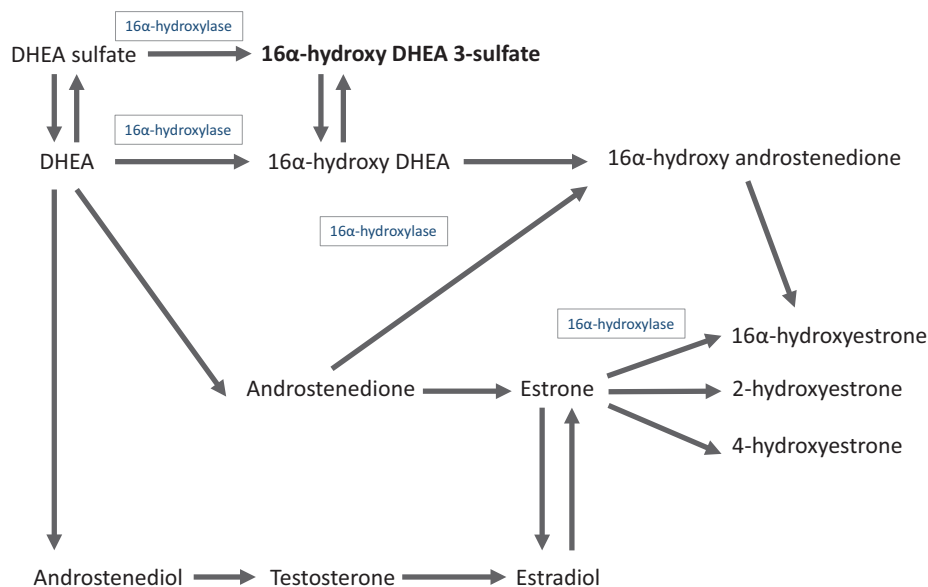 16α-hydroxylase
DHEA sulfate
16α-hydroxy DHEA 3-sulfate
16α-hydroxylase
DHEA
16α-hydroxy DHEA
16α-hydroxy androstenedione
16α-hydroxylase
16α-hydroxylase
16α-hydroxyestrone
Androstenedione
Estrone
2-hydroxyestrone
4-hydroxyestrone
Androstenediol
Testosterone
Estradiol